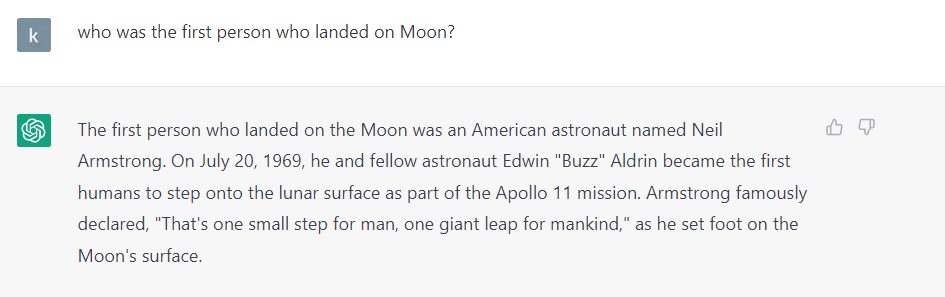 k
who was the first person who landed on Moon?
The first person who landed on the Moon was an American astronaut named Neil
Armstrong. On July 20, 1969, he and fellow astronaut Edwin "Buzz" Aldrin became the first
humans to step onto the lunar surface as part of the Apollo 11 mission. Armstrong famously
declared, "That's one small step for man, one giant leap for mankind," as he set foot on the
Moon's surface.